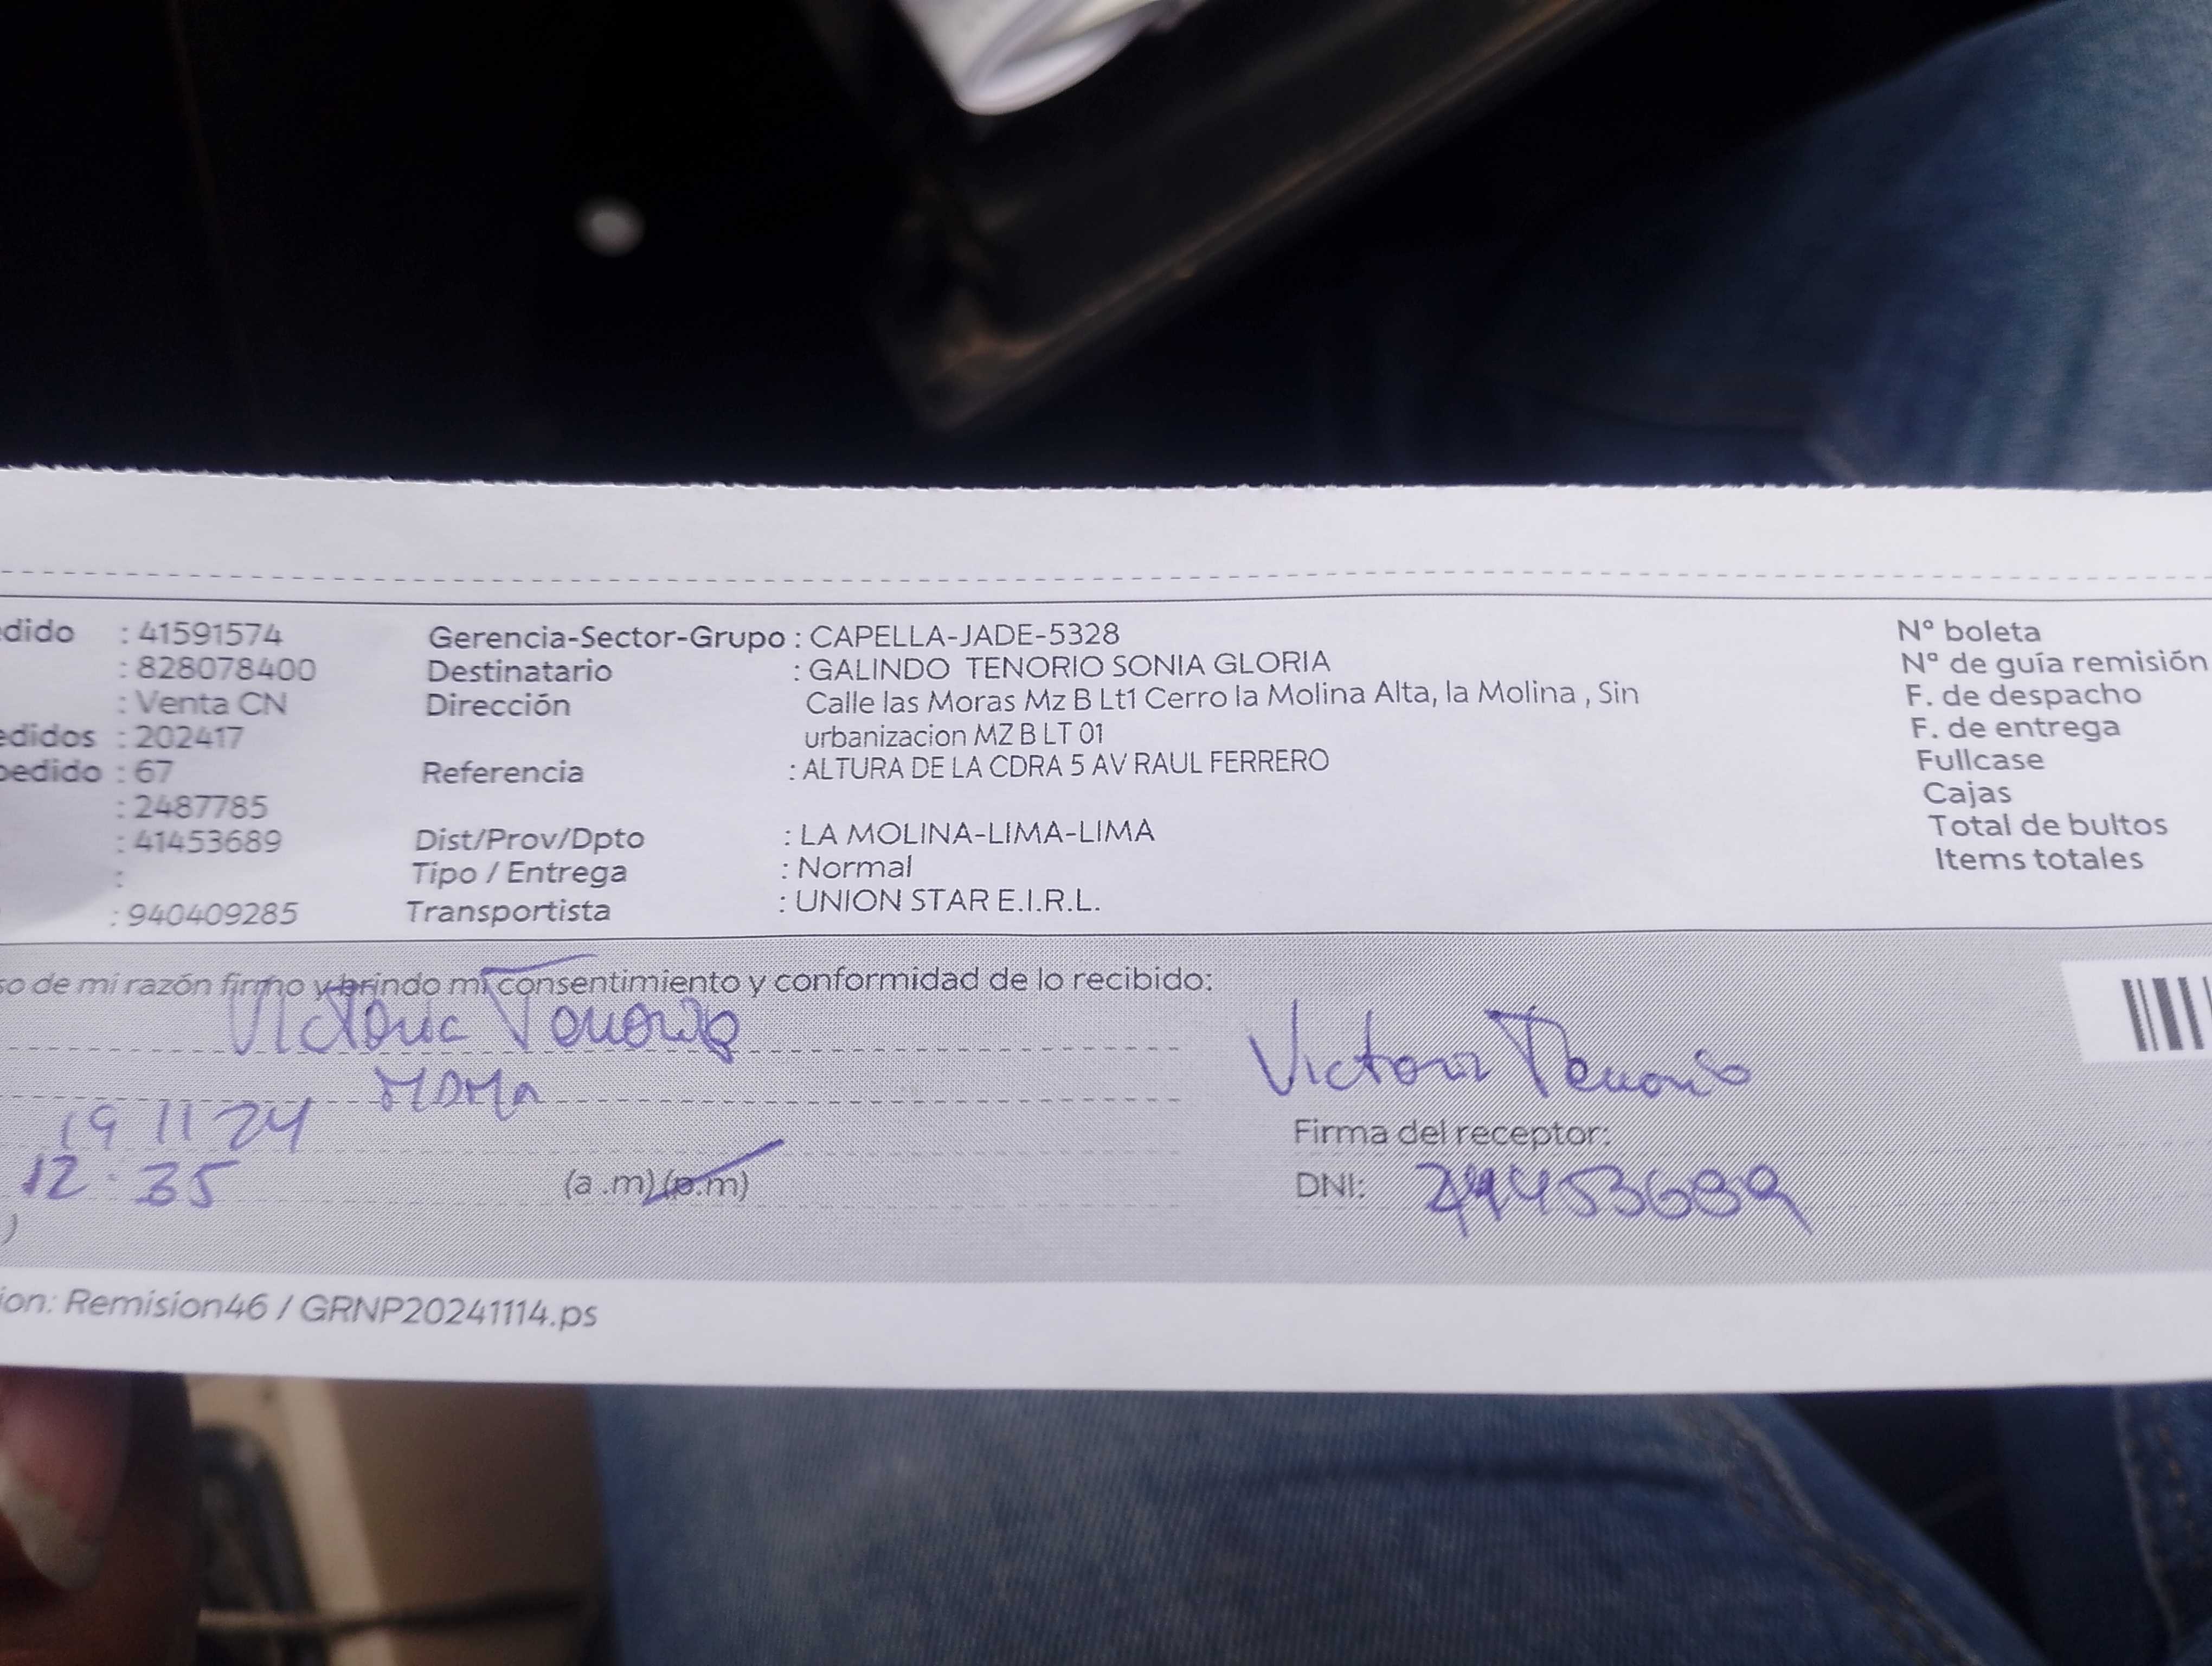 dido : 41591574 Gerencia-Sector-Grupo : CAPELLA-JADE-5328 N° boleta
: 828078400 Destinatario : GALINDO TENORIO SONIA GLORIA N° de guía remisión
: Venta CN Dirección Calle las Moras Mz B Lt1 Cerro la Molina Alta, la Molina , Sin F. de despacho
edidos : 202417 urbanizacion MZ B LT 01 F. de entrega
pedido : 67 Referencia : ALTURA DE LA CDRA 5 AV RAUL FERRERO Fullcase
: 2487785 Cajas
: 41453689 Dist/Prov/Dpto : LA MOLINA-LIMA-LIMA Total de bultos
: Tipo / Entrega : Normal Items totales
: 940409285 Transportista : UNION STAR E.I.R.L.
so de mi razón firmo y brindo mi consentimiento y conformidad de lo recibido:
Victoria Tenorio Victoria Tenorio
19 11 24 Firma del receptor:
12:35 (a .m) (p.m) DNI: 41453689
)
ion: Remision46 / GRNP20241114.ps